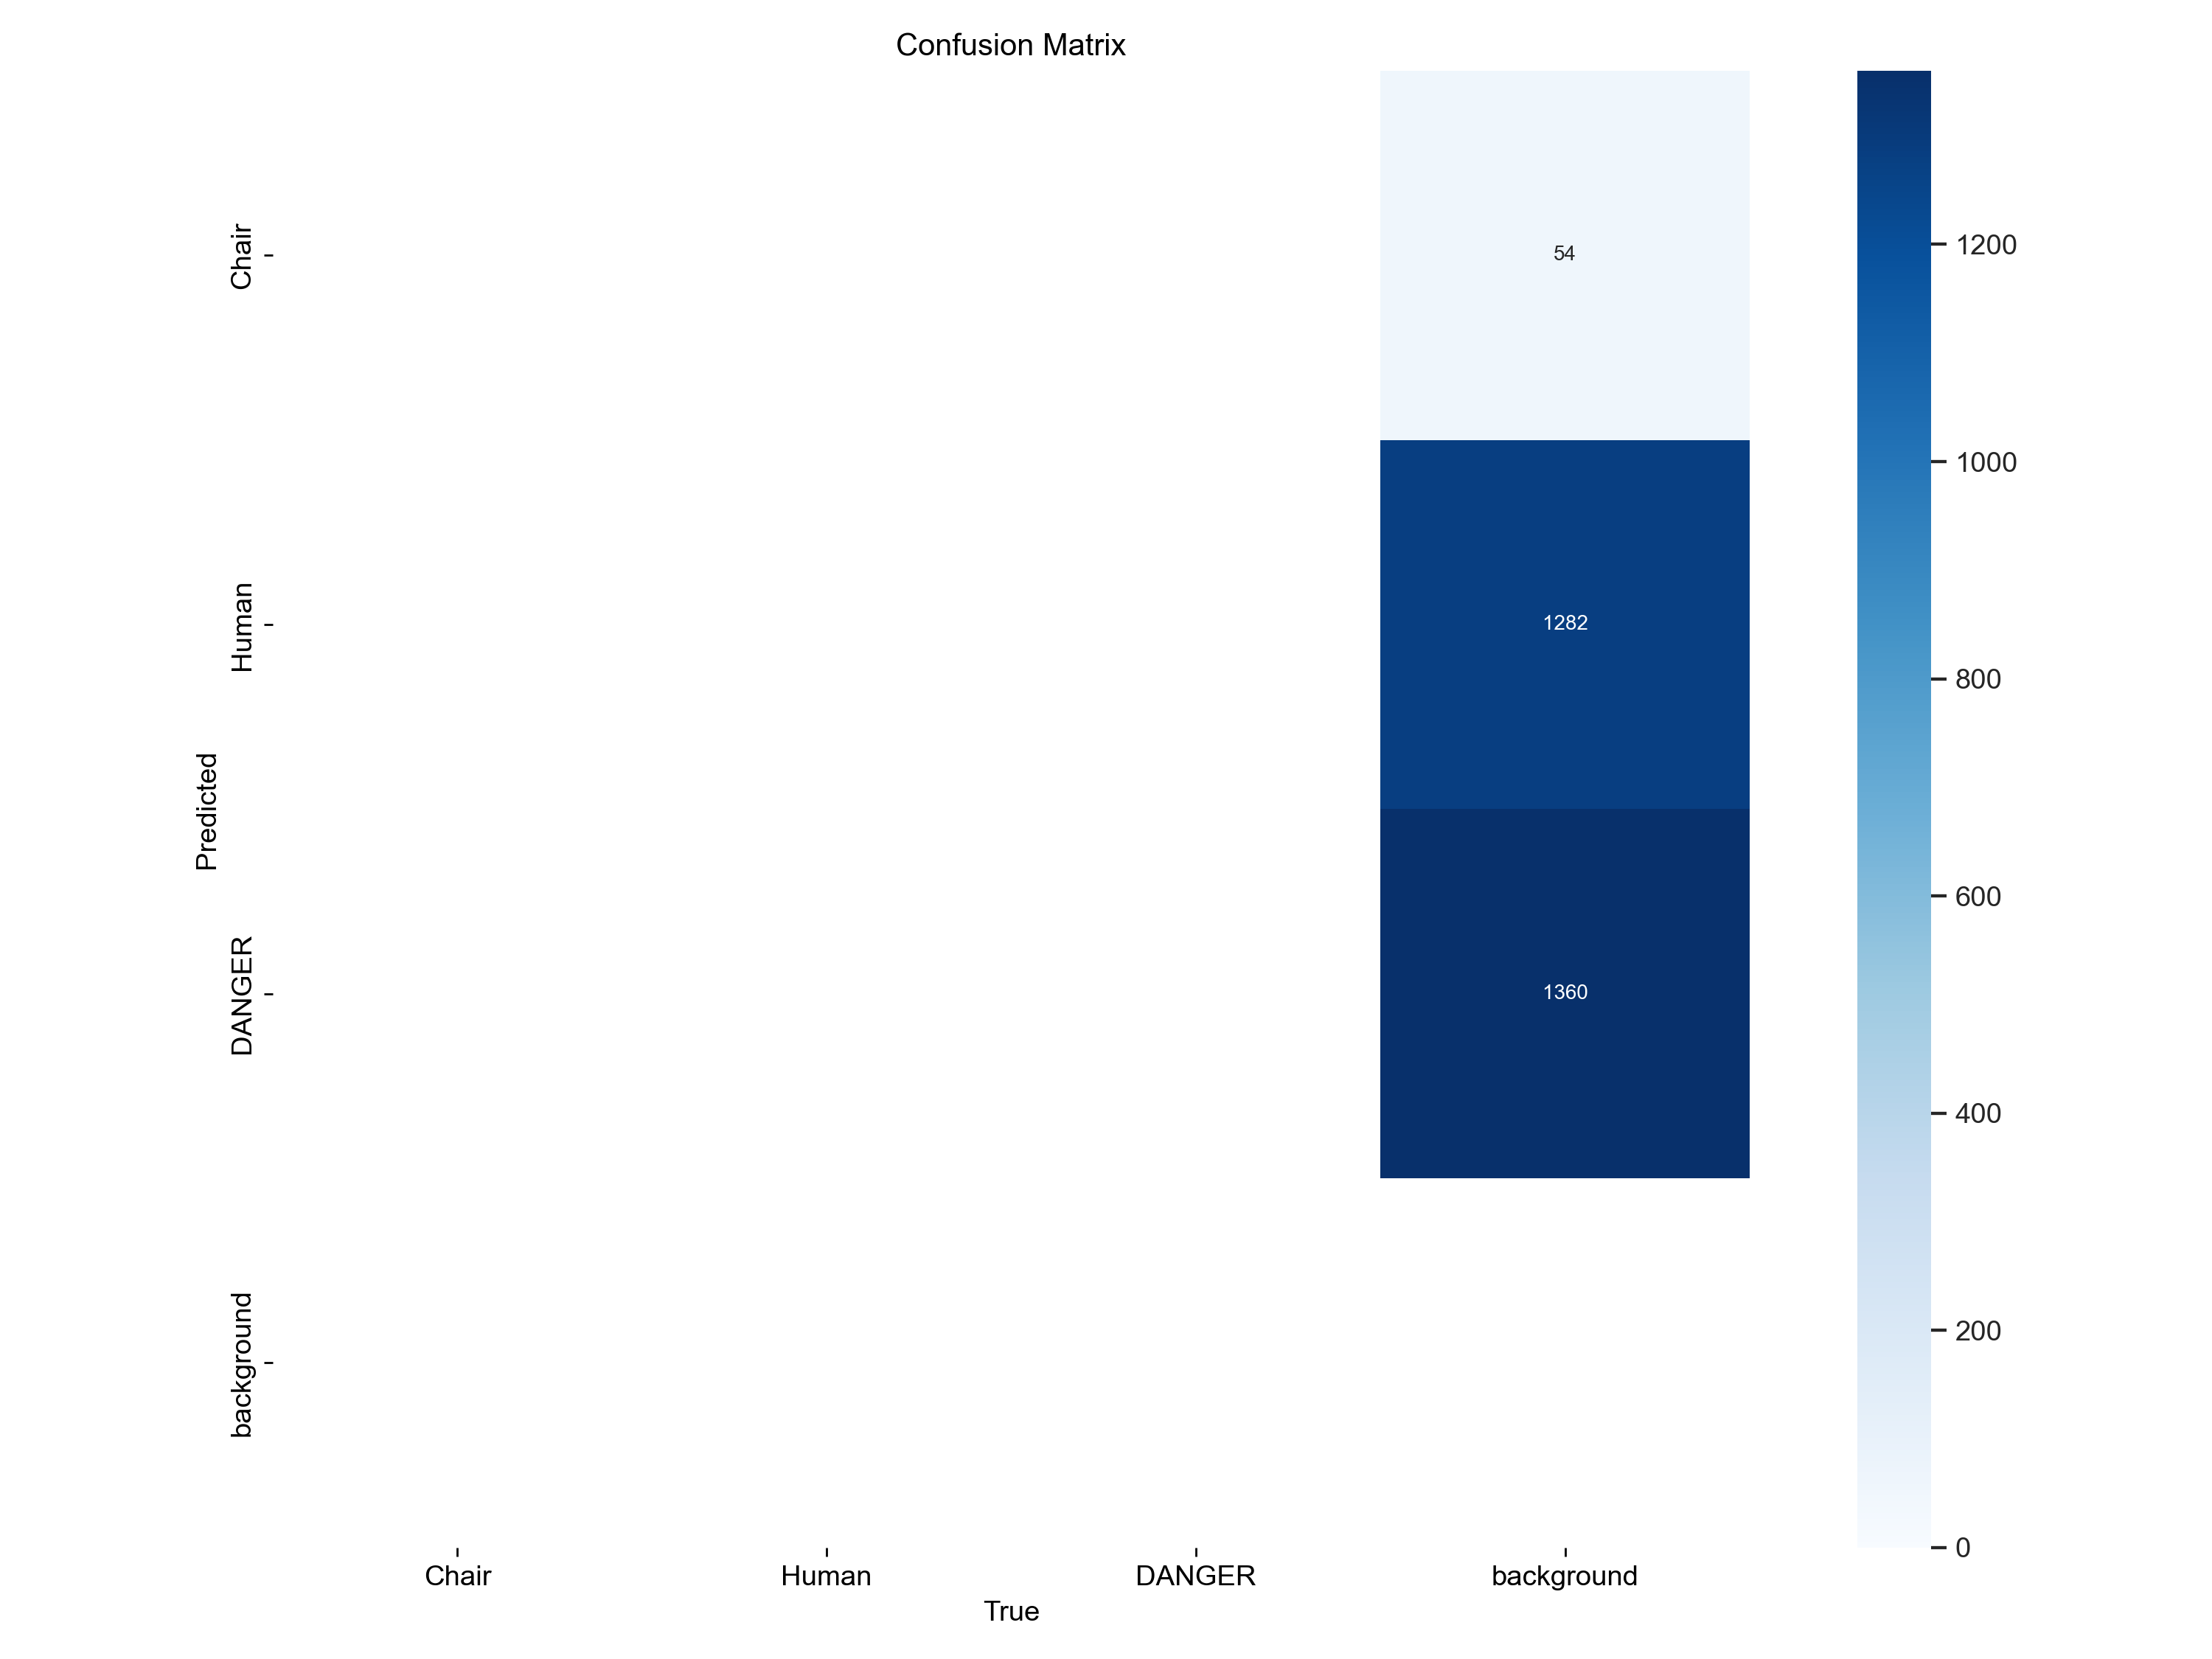 Confusion Matrix
Chair
Human
DANGER
background
Predicted
54
1282
1360
Chair
Human
DANGER
background
True
1200
1000
800
600
400
200
0